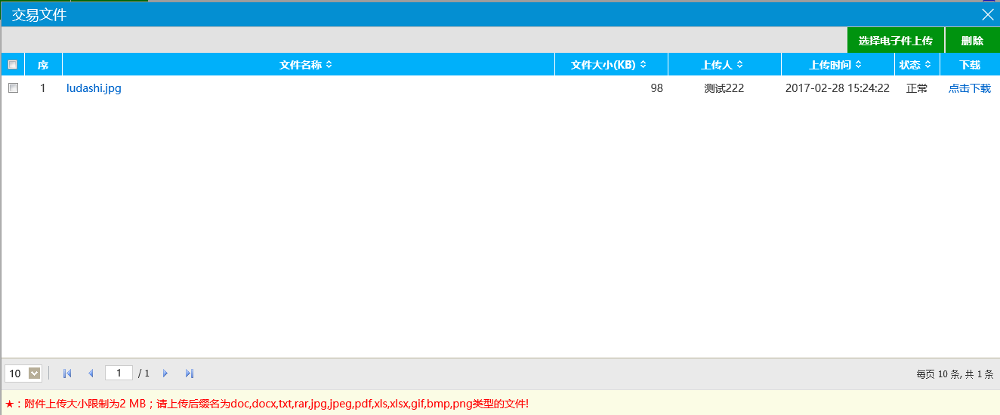 交易文件
选择电子件上传 删除
序 文件名称 文件大小(KB) 上传人 上传时间 状态 下载
1 ludashi.jpg 98 测试222 2017-02-28 15:24:22 正常 点击下载
10 1 / 1 每页 10 条, 共 1 条
★：附件上传大小限制为2 MB；请上传后缀名为doc,docx,txt,rar,jpg,jpeg,pdf,xls,xlsx,gif,bmp,png类型的文件!